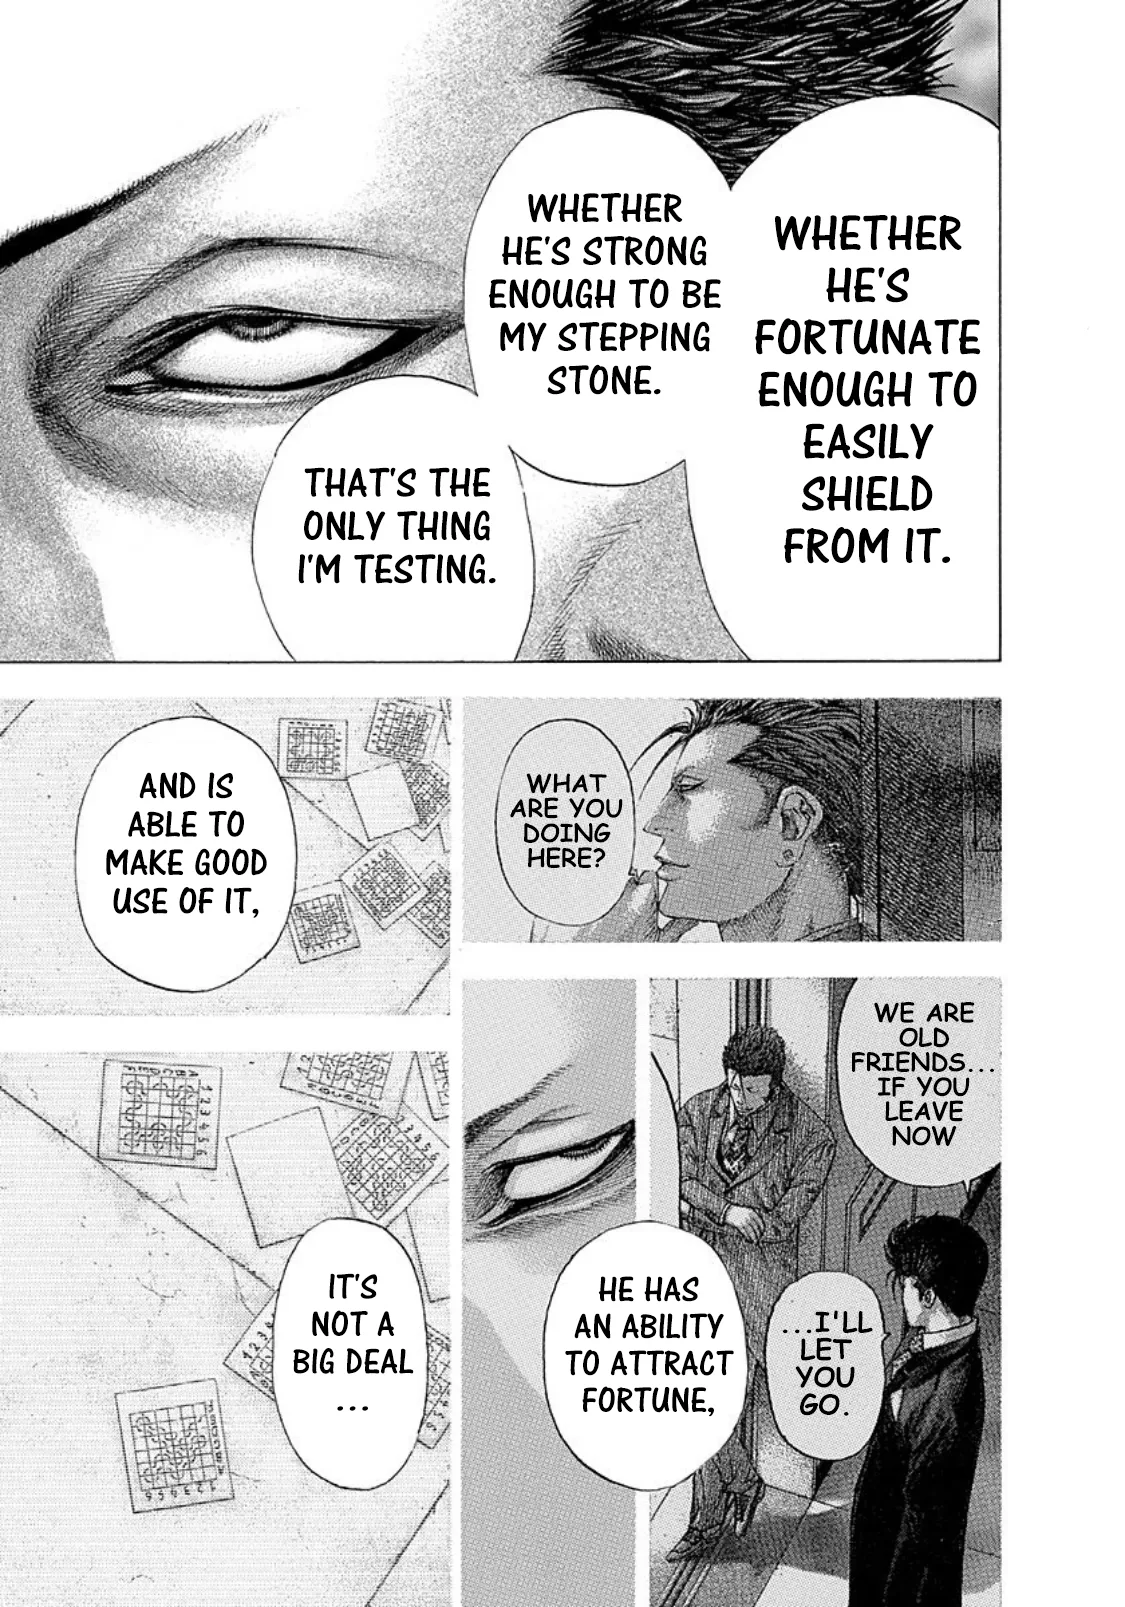 WHETHER
HE'S
FORTUNATE
ENOUGH TO
EASILY
SHIELD
FROM IT.
WHETHER
HE'S STRONG
ENOUGH TO BE
MY STEPPING
STONE.
THAT'S THE
ONLY THING
I'M TESTING.
WHAT
ARE YOU
DOING
HERE?
WE ARE
OLD
FRIENDS...
IF YOU
LEAVE
NOW
...I'LL
LET
YOU
GO.
HE HAS
AN ABILITY
TO ATTRACT
FORTUNE,
AND IS
ABLE TO
MAKE GOOD
USE OF IT,
IT'S
NOT A
BIG DEAL
...